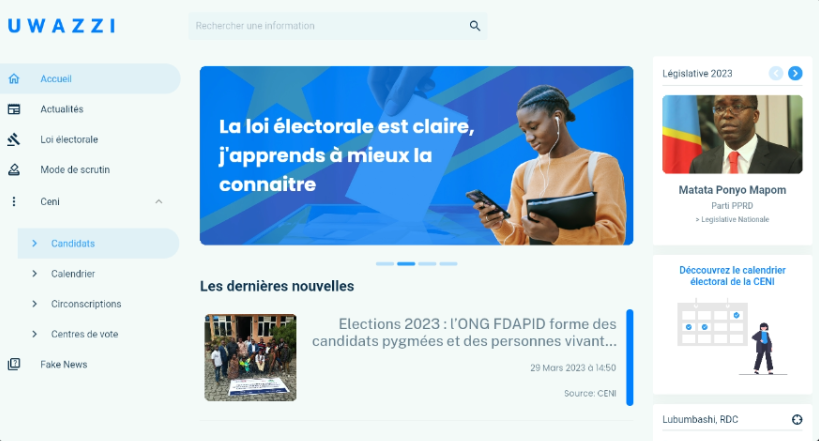 UWAZZI
Rechercher une information
Accueil
Actualités
Loi électorale
Mode de scrutin
Ceni
Candidats
Calendrier
Circonscriptions
Centres de vote
Fake News
La loi électorale est claire,
j'apprends à mieux la
connaitre
Les dernières nouvelles
Elections 2023 : l'ONG FDAPID forme des
candidats pygmées et des personnes vivant...
29 Mars 2023 à 14:50
Source: CENI
Législative 2023
Matata Ponyo Mapom
Parti PPRD
> Legislative Nationale
Déccouvrez le calendrier
électoral de la CENI
Lubumbashi, RDC